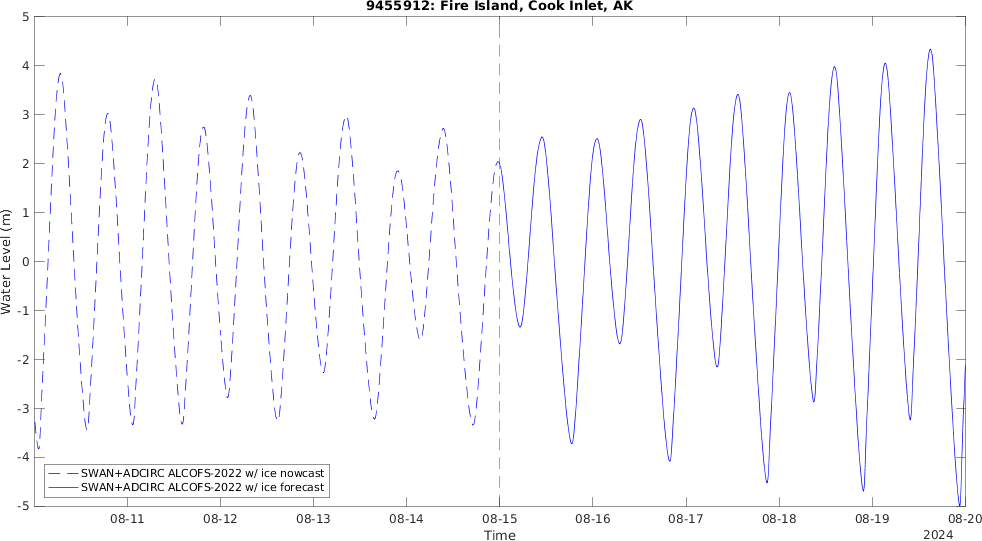 9455912: Fire Island, Cook Inlet, AK
5
4
3
2
1
0
-1
-2
-3
-4
-5
Water Level (m)
SWAN+ADCIRC ALCOFS-2022 w/ ice nowcast
SWAN+ADCIRC ALCOFS-2022 w/ ice forecast
08-11 08-12 08-13 08-14 08-15 08-16 08-17 08-18 08-19 08-20
Time
2024